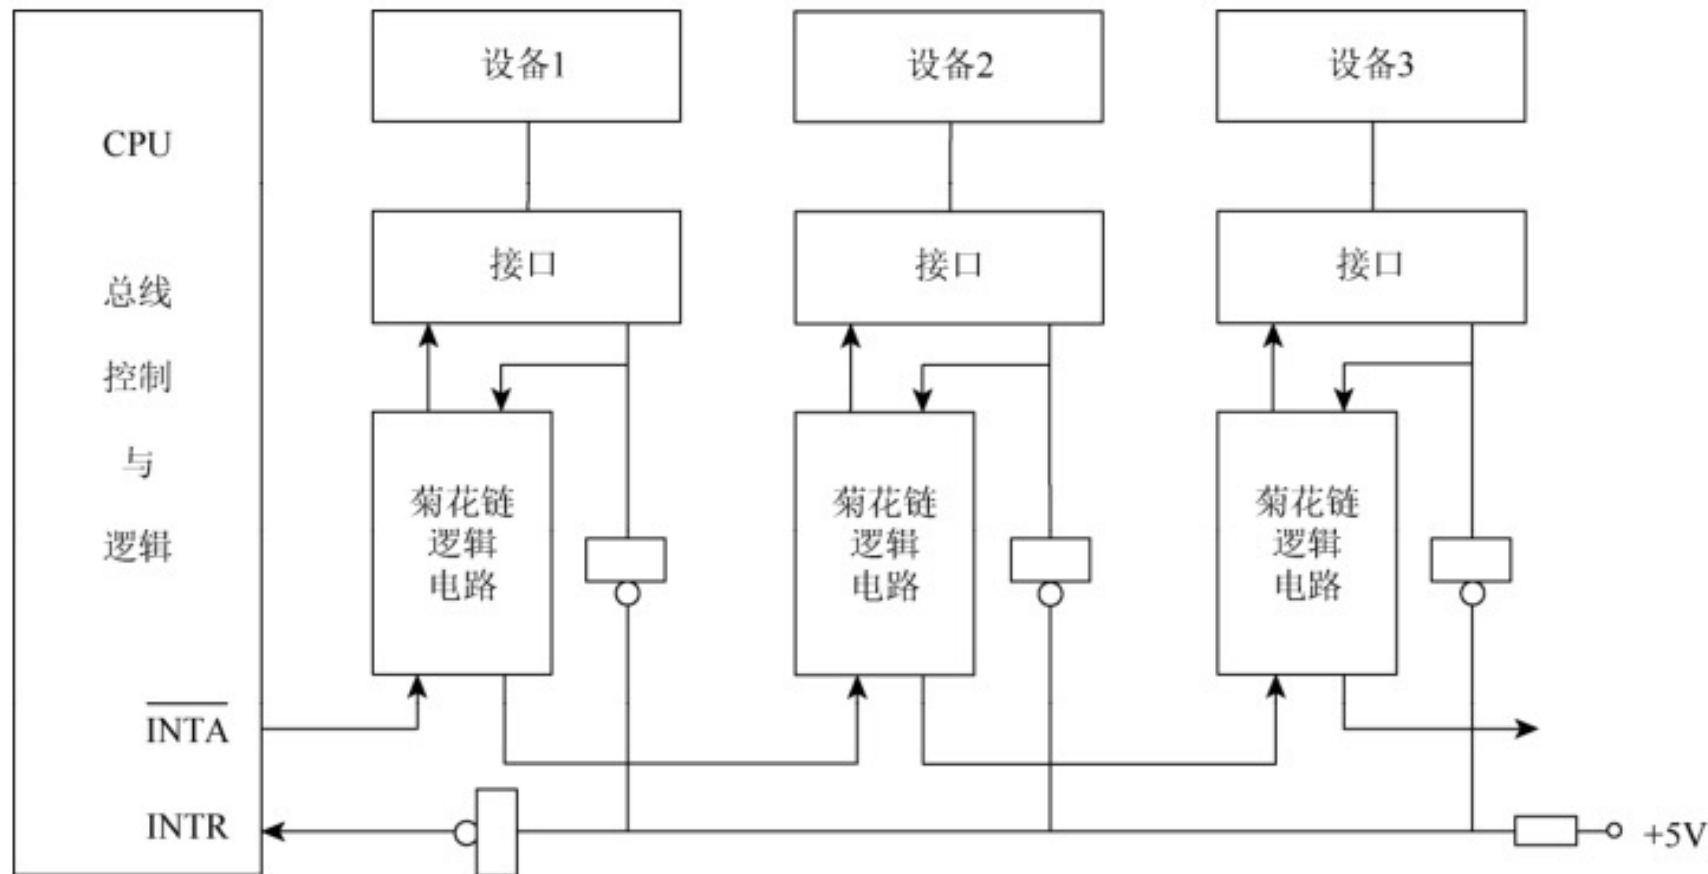 设备1
设备2
设备3
CPU
总线
控制
与
逻辑
接口
接口
接口
菊花链
逻辑
电路
菊花链
逻辑
电路
菊花链
逻辑
电路
INTA
INTR
+5V